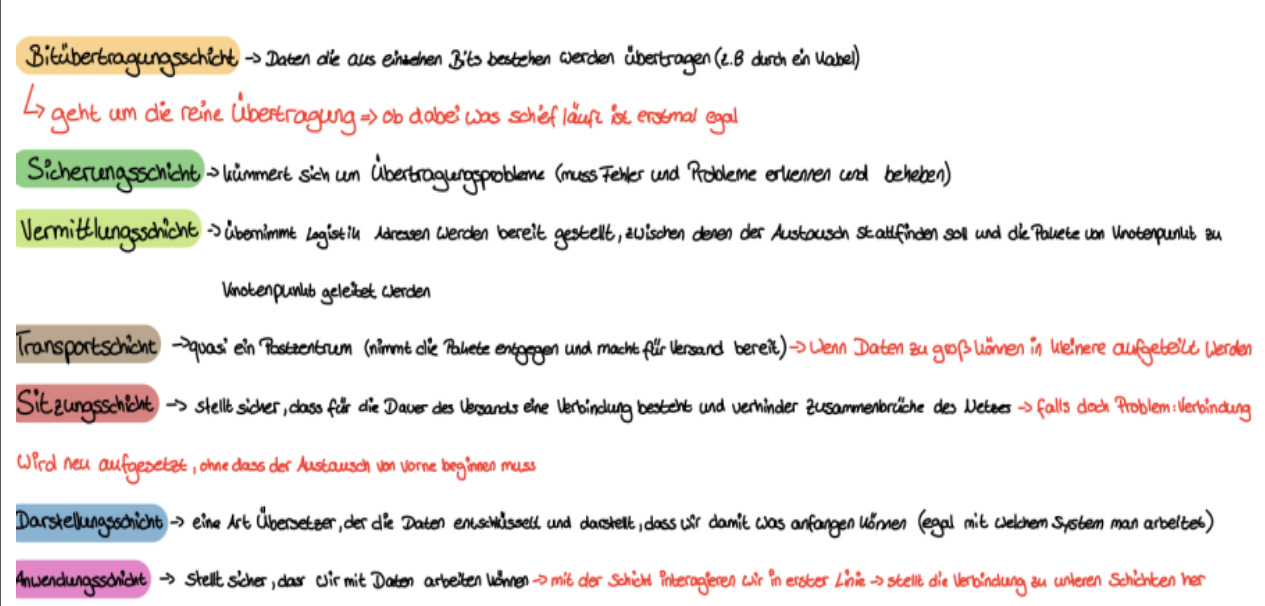 Bitübertragungsschicht -> Daten die aus einzelnen Bits bestehen werden übertragen (z.B durch ein Kabel)
↳ geht um die reine Übertragung => ob dabei was schief läuft ist erstmal egal
Sicherungsschicht -> kümmert sich um Übertragungsprobleme (muss Fehler und Probleme erkennen und beheben)
Vermittlungsschicht -> übernimmt Logistik Adressen werden bereit gestellt, zwischen denen der Austausch stattfinden soll und die Pakete von Knotenpunkt zu
Knotenpunkt geleitet werden
Transportschicht -> quasi ein Postzentrum (nimmt die Pakete entgegen und macht für Versand bereit) -> Wenn Daten zu groß können in kleinere aufgeteilt werden
Sitzungsschicht -> stellt sicher, dass für die Dauer des Versands eine Verbindung besteht und verhinder Zusammenbrüche des Netzes -> falls doch Problem: Verbindung
wird neu aufgesetzt, ohne dass der Austausch von vorne beginnen muss
Darstellungsschicht -> eine Art Übersetzer, der die Daten entschlüsselt und darstellt, dass wir damit was anfangen können (egal mit welchem System man arbeitet)
Anwendungsschicht -> stellt sicher, das wir mit Daten arbeiten können -> mit der Schicht interagieren wir in erster Linie -> stellt die Verbindung zu unteren Schichten her